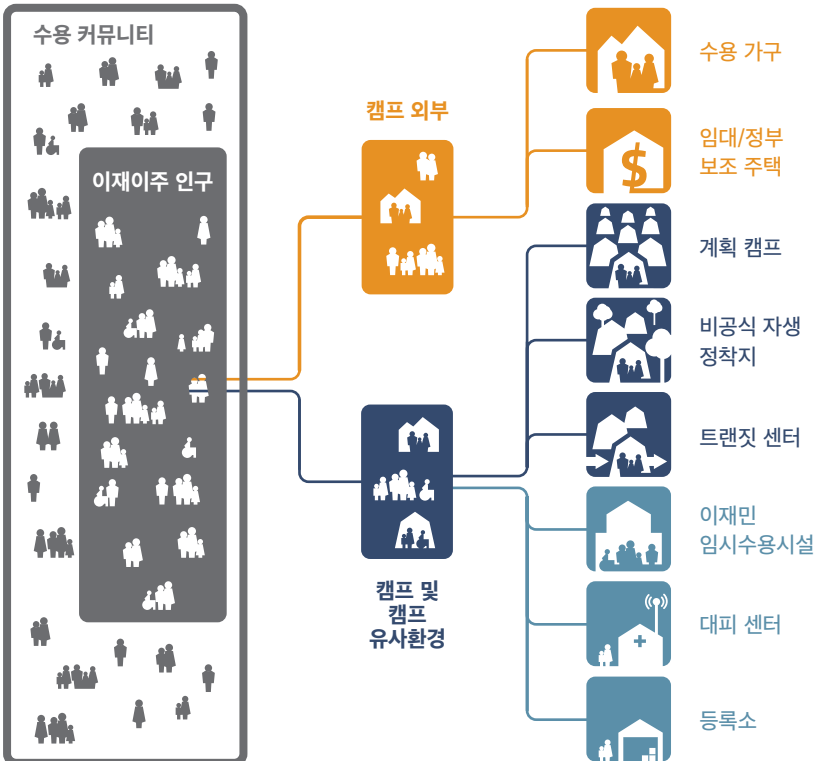 수용 커뮤니티
이재이주 인구
캠프 외부
캠프 및
캠프
유사환경
수용 가구
임대/정부
보조 주택
$
계획 캠프
비공식 자생
정착지
트랜짓 센터
이재민
임시수용시설
대피 센터
등록소